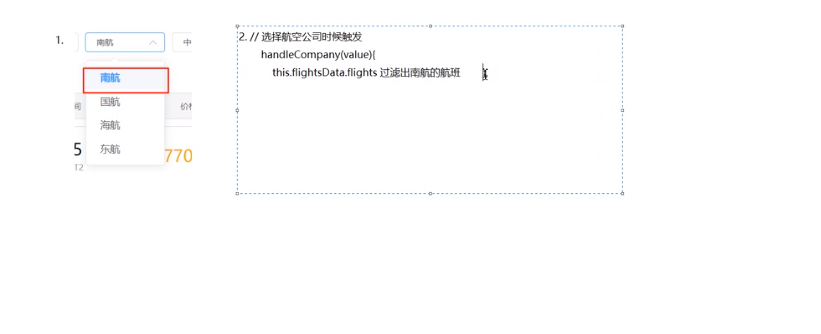 1.
南航
中
南航
国航
价格
海航
5
770
东航
T2
2. // 选择航空公司时候触发
handleCompany(value){
this.flightsData.flights 过滤出南航的航班